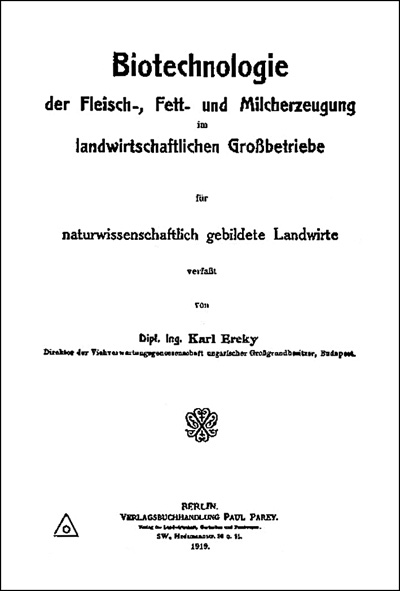 Biotechnologie
der Fleisch-, Fett- und Milcherzeugung
im
landwirtschaftlichen Großbetriebe
für
naturwissenschaftlich gebildete Landwirte
verfaßt
von
Dipl. Ing. Karl Ereky
Direktor der Viehverwertungsgenossenschaft ungarischer Großgrundbesitzer, Budapest.
BERLIN.
VERLAGSBUCHHANDLUNG PAUL PAREY.
Verlag für Landwirtschaft, Gartenbau und Forstwesen.
SW., Hedemannstr. 10 u. 11.
1919.